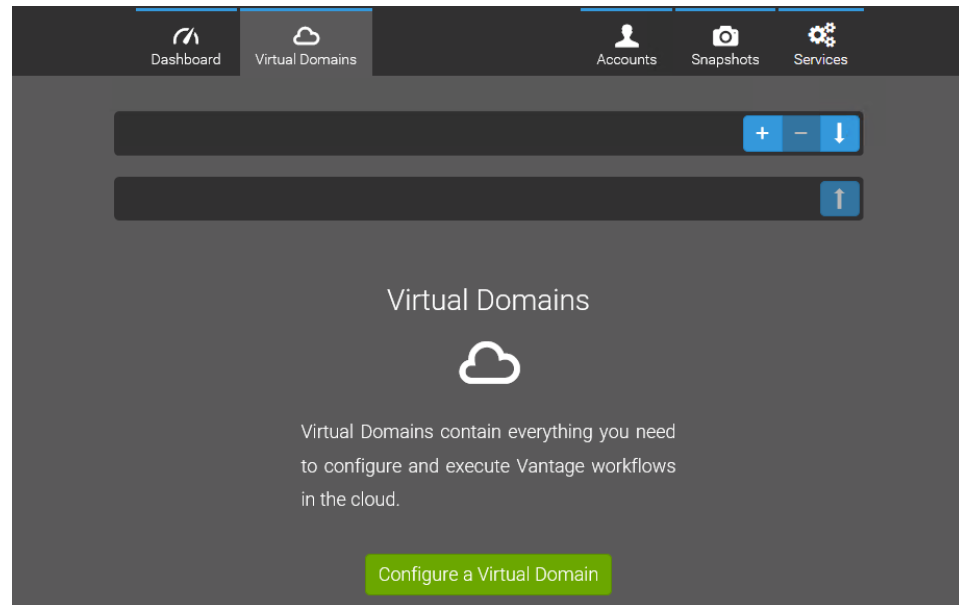 Dashboard
Virtual Domains
Accounts
Snapshots
Services
Virtual Domains
Virtual Domains contain everything you need
to configure and execute Vantage workflows
in the cloud.
Configure a Virtual Domain